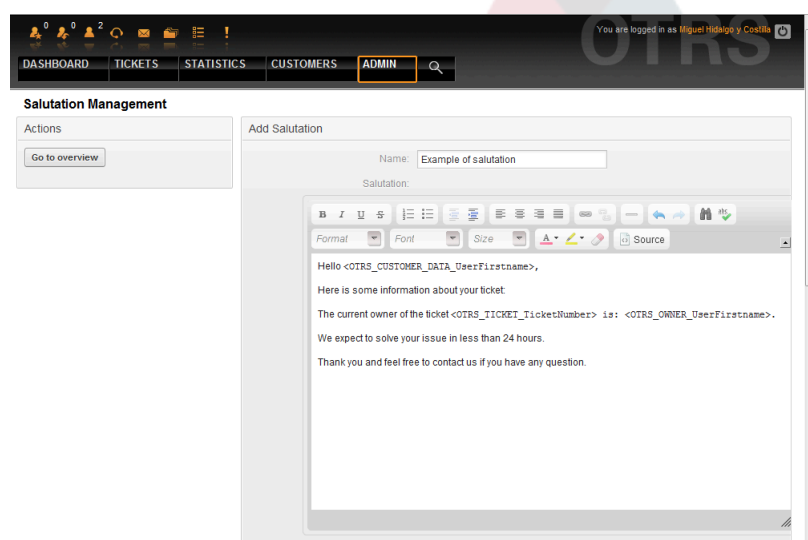 0 0 2
You are logged in as Miguel Hidalgo y Costilla
OTRS
DASHBOARD TICKETS STATISTICS CUSTOMERS ADMIN
Salutation Management
Actions
Go to overview
Add Salutation
Name: Example of salutation
Salutation:
B I U S abc
Format Font Size A Source
Hello <OTRS_CUSTOMER_DATA_UserFirstname>,
Here is some information about your ticket:
The current owner of the ticket <OTRS_TICKET_TicketNumber> is: <OTRS_OWNER_UserFirstname>.
We expect to solve your issue in less than 24 hours.
Thank you and feel free to contact us if you have any question.